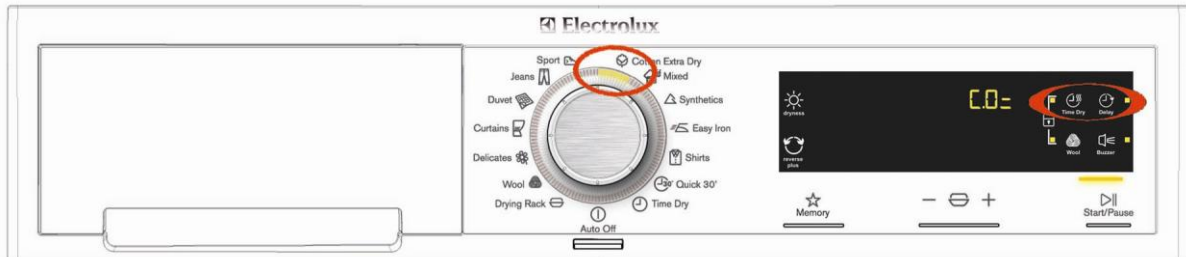 Electrolux
Sport
Cotton Extra Dry
Jeans
Mixed
Duvet
Synthetics
Curtains
Easy Iron
Delicates
Shirts
Wool
30' Quick 30'
Drying Rack
Time Dry
Auto Off
dryness
C.0=
Time Dry
Delay
reverse plus
Wool
Buzzer
Memory
− +
Start/Pause